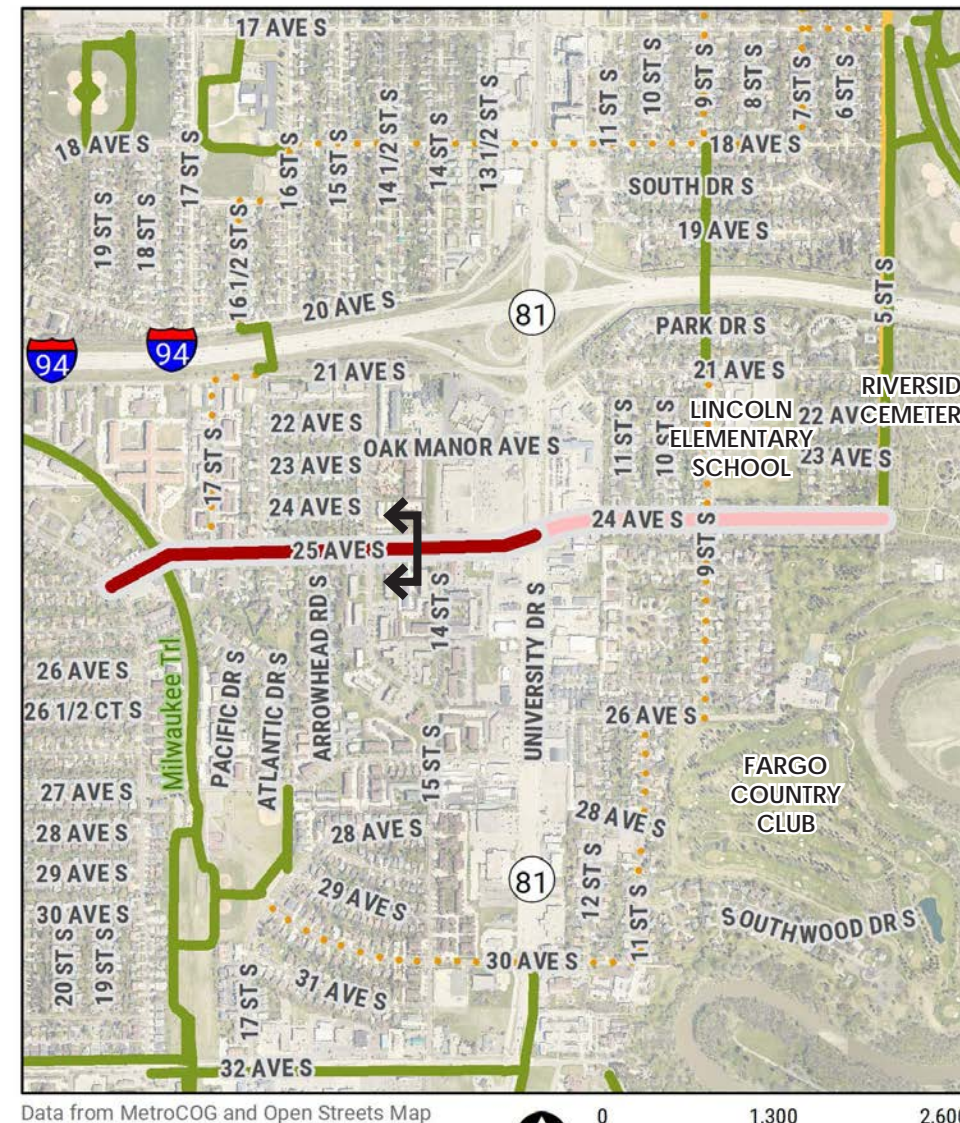 17 AVE S
18 AVE S
19 ST S
18 ST S
17 ST S
16 1/2 ST S
16 ST S
15 ST S
14 1/2 ST S
14 ST S
13 1/2 ST S
11 ST S
10 ST S
9 ST S
8 ST S
7 ST S
6 ST S
18 AVE S
SOUTH DR S
19 AVE S
5 ST S
20 AVE S
81
PARK DR S
94
94
21 AVE S
21 AVE S
RIVERSID
CEMETER
22 AV
23 AVE S
LINCOLN
ELEMENTARY
SCHOOL
22 AVE S
OAK MANOR AVE S
23 AVE S
11 ST S
10 ST S
17 ST S
24 AVE S
24 AVE S
25 AVE S
9 ST S
14 ST S
ARROWHEAD RD S
UNIVERSITY DR S
Milwaukee Trl
PACIFIC DR S
ATLANTIC DR S
26 AVE S
26 1/2 CT S
26 AVE S
15 ST S
FARGO
COUNTRY
CLUB
27 AVE S
28 AVE S
28 AVE S
28 AVE S
29 AVE S
81
12 ST S
29 AVE S
11 ST S
30 AVE S
SOUTHWOOD DR S
20 ST S
19 ST S
30 AVE S
31 AVE S
17 ST S
32 AVE S
Data from MetroCOG and Open Streets Map
0 1,300 2,600